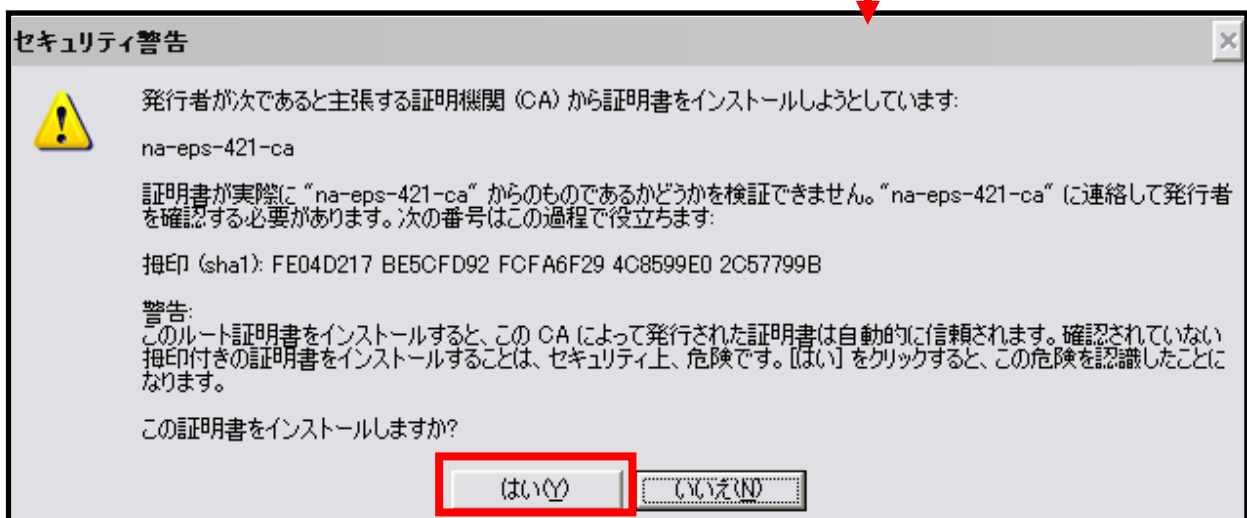 セキュリティ警告
発行者が次であると主張する証明機関 (CA) から証明書をインストールしようとしています:
na-eps-421-ca
証明書が実際に "na-eps-421-ca" からのものであるかどうかを検証できません。"na-eps-421-ca" に連絡して発行者
を確認する必要があります。次の番号はこの過程で役立ちます:
拇印 (sha1): FE04D217 BE5CFD92 FCFA6F29 4C8599E0 2C57799B
警告:
このルート証明書をインストールすると、この CA によって発行された証明書は自動的に信頼されます。確認されていない
拇印付きの証明書をインストールすることは、セキュリティ上、危険です。[はい] をクリックすると、この危険を認識したことに
なります。
この証明書をインストールしますか?
はい(Y)
いいえ(N)